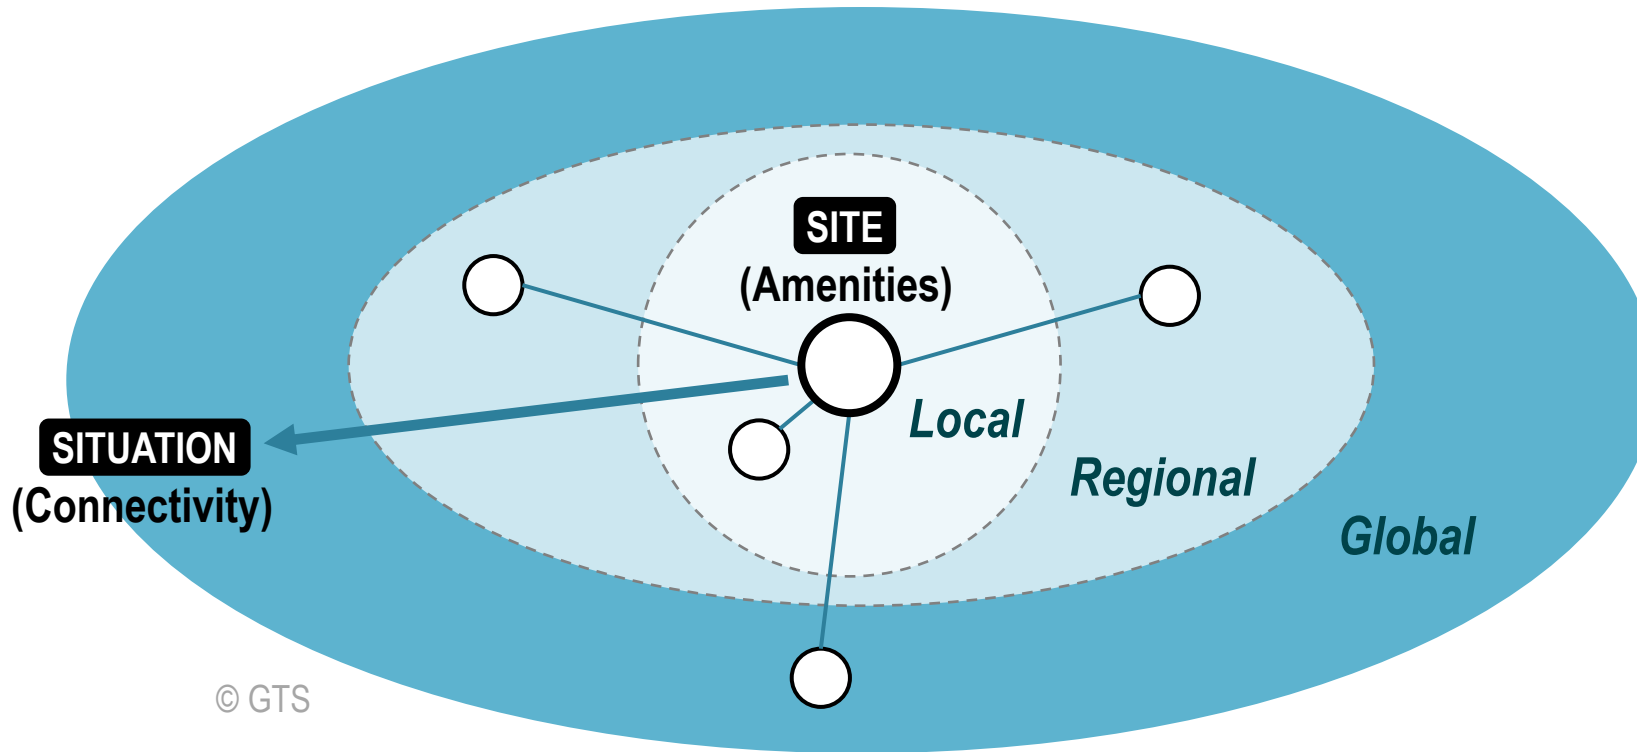 SITE
(Amenities)
Local
SITUATION
(Connectivity)
Regional
Global
© GTS